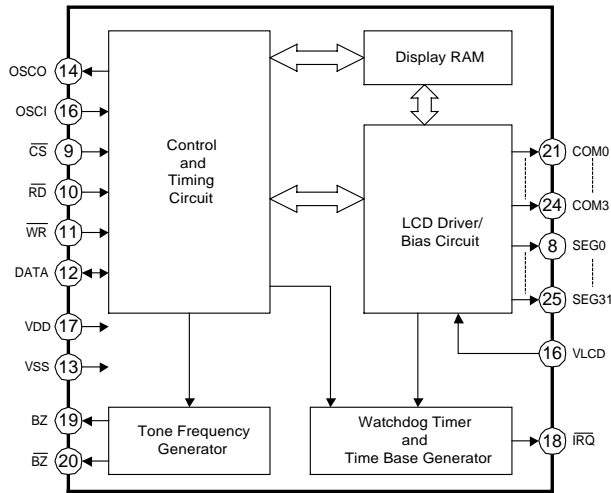 OSCO 14
OSCI 16
CS 9
RD 10
WR 11
DATA 12
VDD 17
VSS 13
BZ 19
BZ 20
Control
and
Timing
Circuit
Display RAM
LCD Driver/
Bias Circuit
Tone Frequency
Generator
Watchdog Timer
and
Time Base Generator
21 COM0
24 COM3
8 SEG0
25 SEG31
16 VLCD
18 IRQ